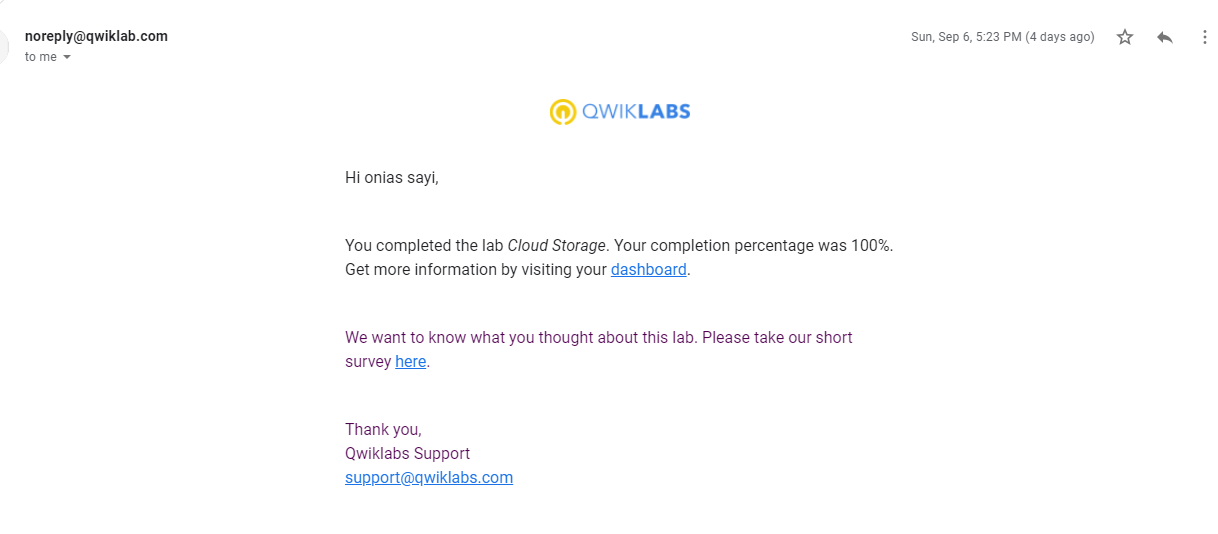 noreply@qwiklab.com
Sun, Sep 6, 5:23 PM (4 days ago)
to me
QWIKLABS
Hi onias sayi,
You completed the lab Cloud Storage. Your completion percentage was 100%.
Get more information by visiting your dashboard.
We want to know what you thought about this lab. Please take our short
survey here.
Thank you,
Qwiklabs Support
support@qwiklabs.com